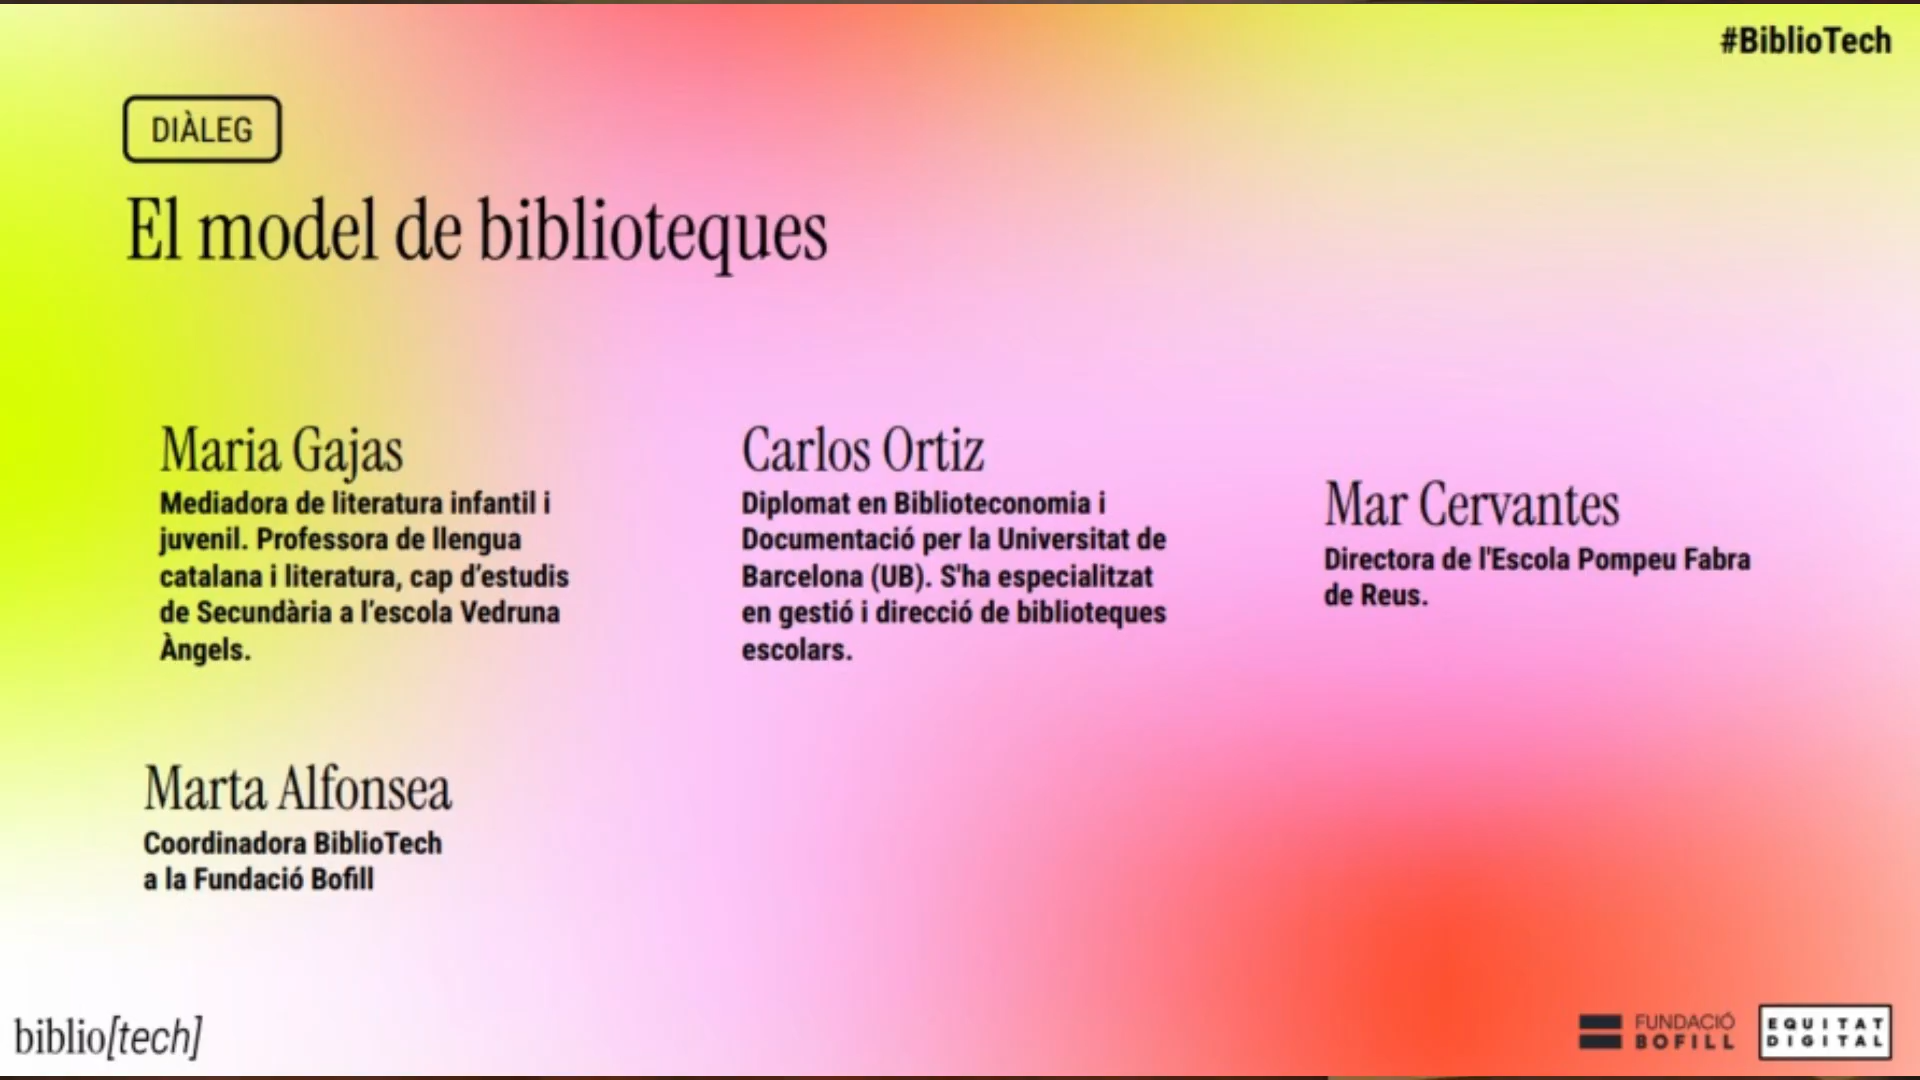 #BiblioTech
DIÀLEG
El model de biblioteques
Maria Gajas
Mediadora de literatura infantil i
juvenil. Professora de llengua
catalana i literatura, cap d'estudis
de Secundària a l'escola Vedruna
Àngels.
Carlos Ortiz
Diplomat en Biblioteconomia i
Documentació per la Universitat de
Barcelona (UB). S'ha especialitzat
en gestió i direcció de biblioteques
escolars.
Mar Cervantes
Directora de l'Escola Pompeu Fabra
de Reus.
Marta Alfonsea
Coordinadora BiblioTech
a la Fundació Bofill
biblio[tech]
FUNDACIÓ
BOFILL
EQUITAT
DIGITAL